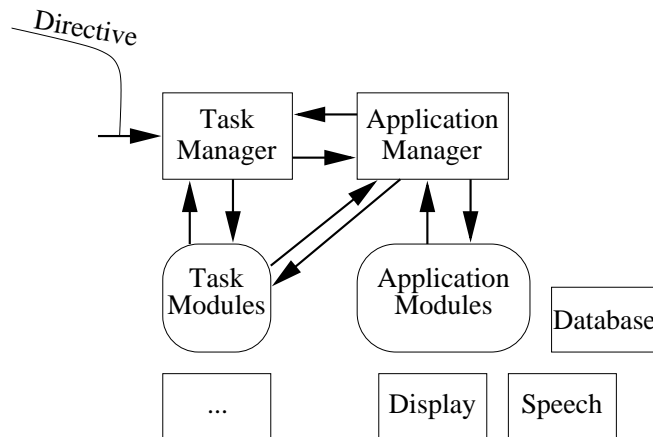 Directive
Task
Manager
Application
Manager
Task
Modules
Application
Modules
Database
...
Display
Speech